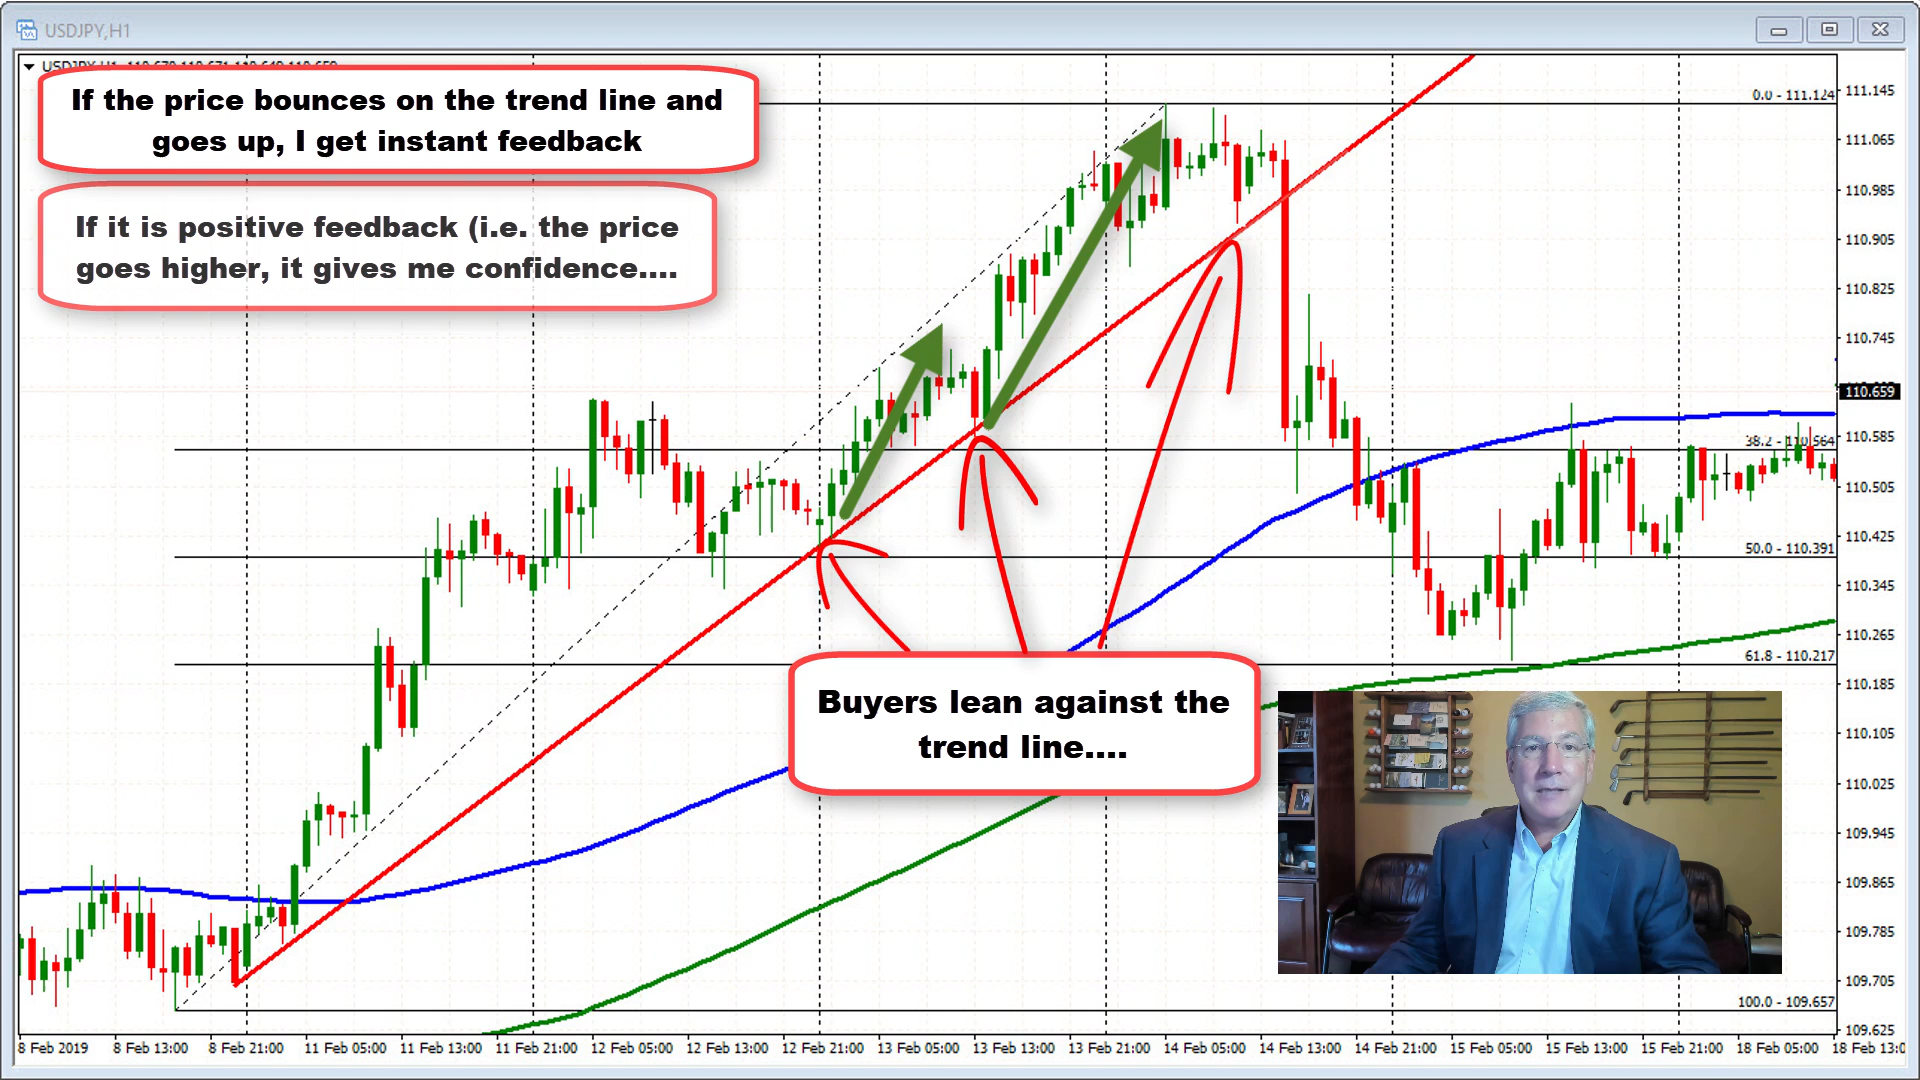 USDJPY,H1
If the price bounces on the trend line and
goes up, I get instant feedback
If it is positive feedback (i.e. the price
goes higher, it gives me confidence....
Buyers lean against the
trend line....
0.0 - 111.124
38.2 - 110.564
50.0 - 110.391
61.8 - 110.217
100.0 - 109.657
111.145
111.065
110.985
110.905
110.825
110.745
110.659
110.585
110.505
110.425
110.345
110.265
110.185
110.105
110.025
109.945
109.865
109.785
109.705
109.625
8 Feb 2019 8 Feb 13:00 8 Feb 21:00 11 Feb 05:00 11 Feb 13:00 11 Feb 21:00 12 Feb 05:00 12 Feb 13:00 12 Feb 21:00 13 Feb 05:00 13 Feb 13:00 13 Feb 21:00 14 Feb 05:00 14 Feb 13:00 14 Feb 21:00 15 Feb 05:00 15 Feb 13:00 15 Feb 21:00 18 Feb 05:00 18 Feb